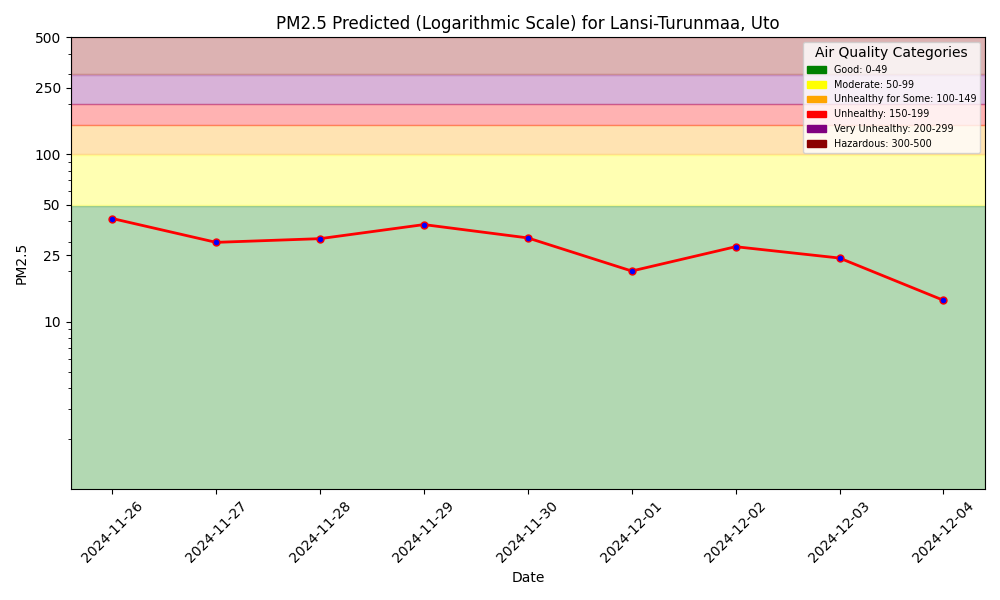 PM2.5 Predicted (Logarithmic Scale) for Lansi-Turunmaa, Uto
500
250
100
50
25
10
PM2.5
Air Quality Categories
Good: 0-49
Moderate: 50-99
Unhealthy for Some: 100-149
Unhealthy: 150-199
Very Unhealthy: 200-299
Hazardous: 300-500
2024-11-26
2024-11-27
2024-11-28
2024-11-29
2024-11-30
2024-12-01
2024-12-02
2024-12-03
2024-12-04
Date